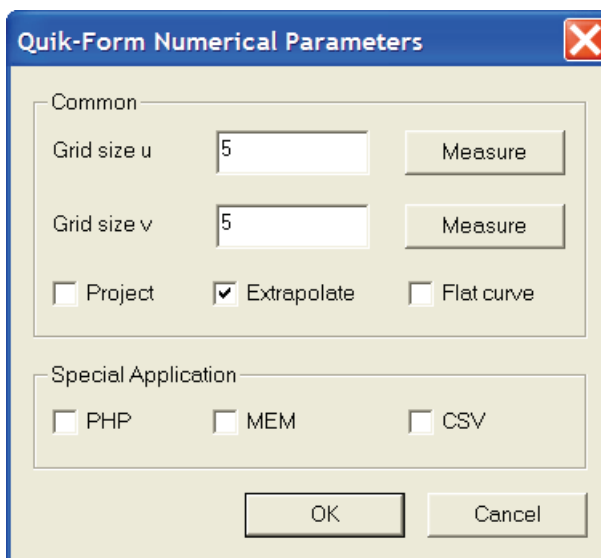 Quik-Form Numerical Parameters
Common
Grid size u 5 Measure
Grid size v 5 Measure
Project Extrapolate Flat curve
Special Application
PHP MEM CSV
OK Cancel